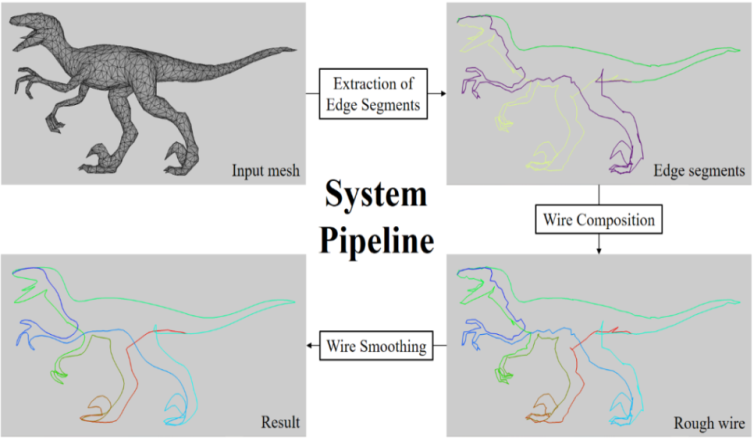 Input mesh
Extraction of
Edge Segments
Edge segments
System
Pipeline
Wire Composition
Rough wire
Wire Smoothing
Result